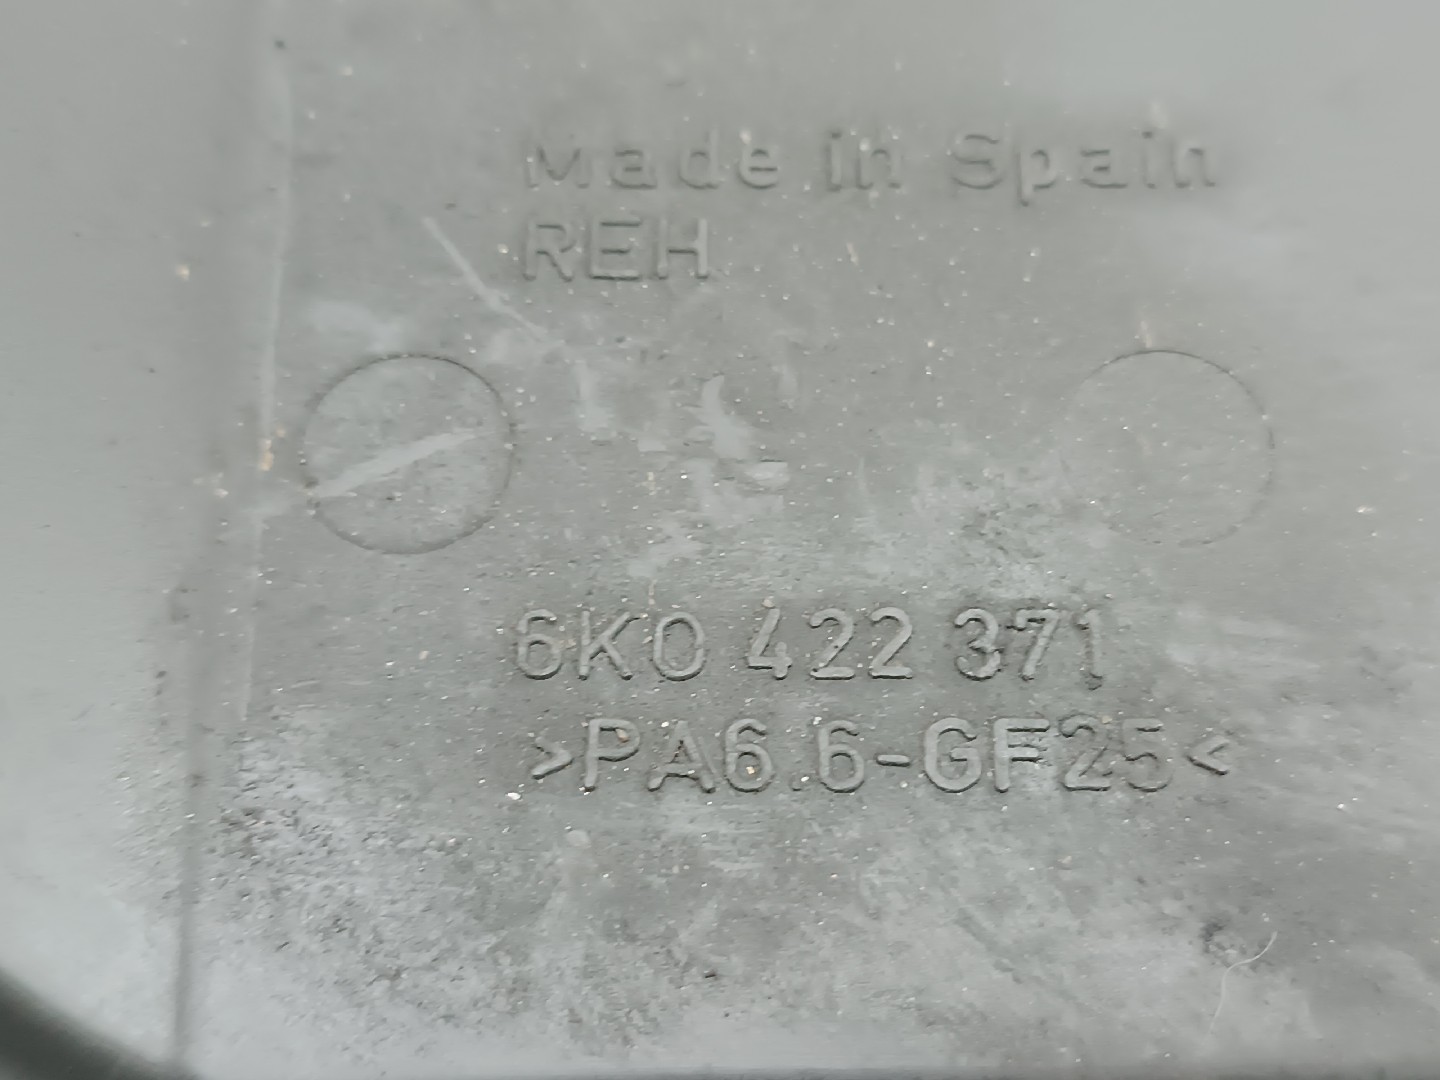 Made in Spain
REH
6K0 422 371
>PA6.6-GF25<